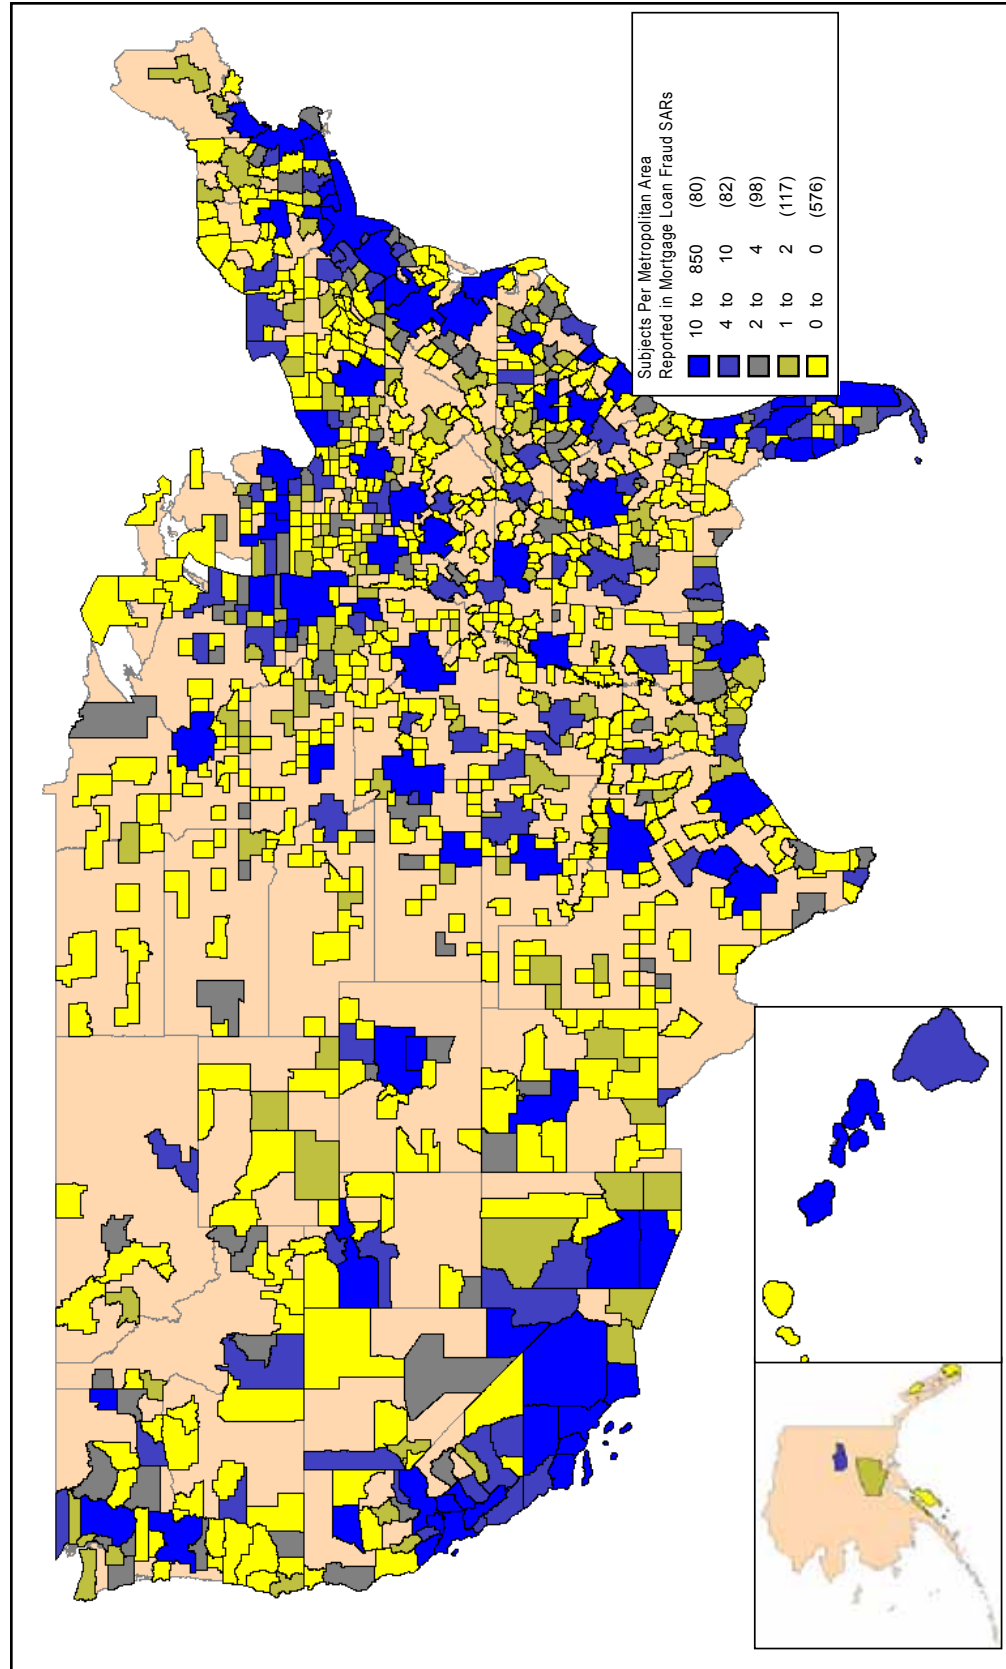 Subjects Per Metropolitan Area
Reported in Mortgage Loan Fraud SARs
10 to 850 (80)
4 to 10 (82)
2 to 4 (98)
1 to 2 (117)
0 to 0 (576)